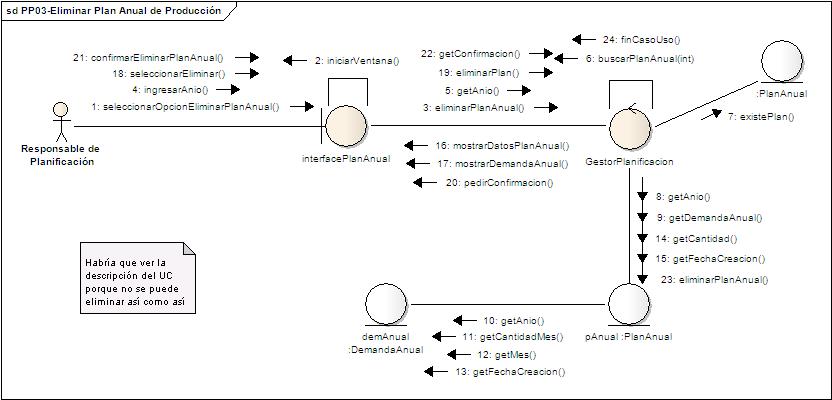 sd PP03-Eliminar Plan Anual de Producción
21: confirmarEliminarPlanAnual()
18: seleccionarEliminar()
4: ingresarAnio()
1: seleccionarOpcionEliminarPlanAnual()
2: iniciarVentana()
22: getConfirmacion()
19: eliminarPlan()
5: getAnio()
3: eliminarPlanAnual()
24: finCasoUso()
6: buscarPlanAnual(int)
:PlanAnual
7: existePlan()
Responsable de
Planificación
interfacePlanAnual
GestorPlanificacion
16: mostrarDatosPlanAnual()
17: mostrarDemandaAnual()
20: pedirConfirmacion()
8: getAnio()
9: getDemandaAnual()
14: getCantidad()
15: getFechaCreacion()
23: eliminarPlanAnual()
Habría que ver la
descripción del UC
porque no se puede
eliminar así como así
demAnual
:DemandaAnual
10: getAnio()
11: getCantidadMes()
12: getMes()
13: getFechaCreacion()
pAnual :PlanAnual